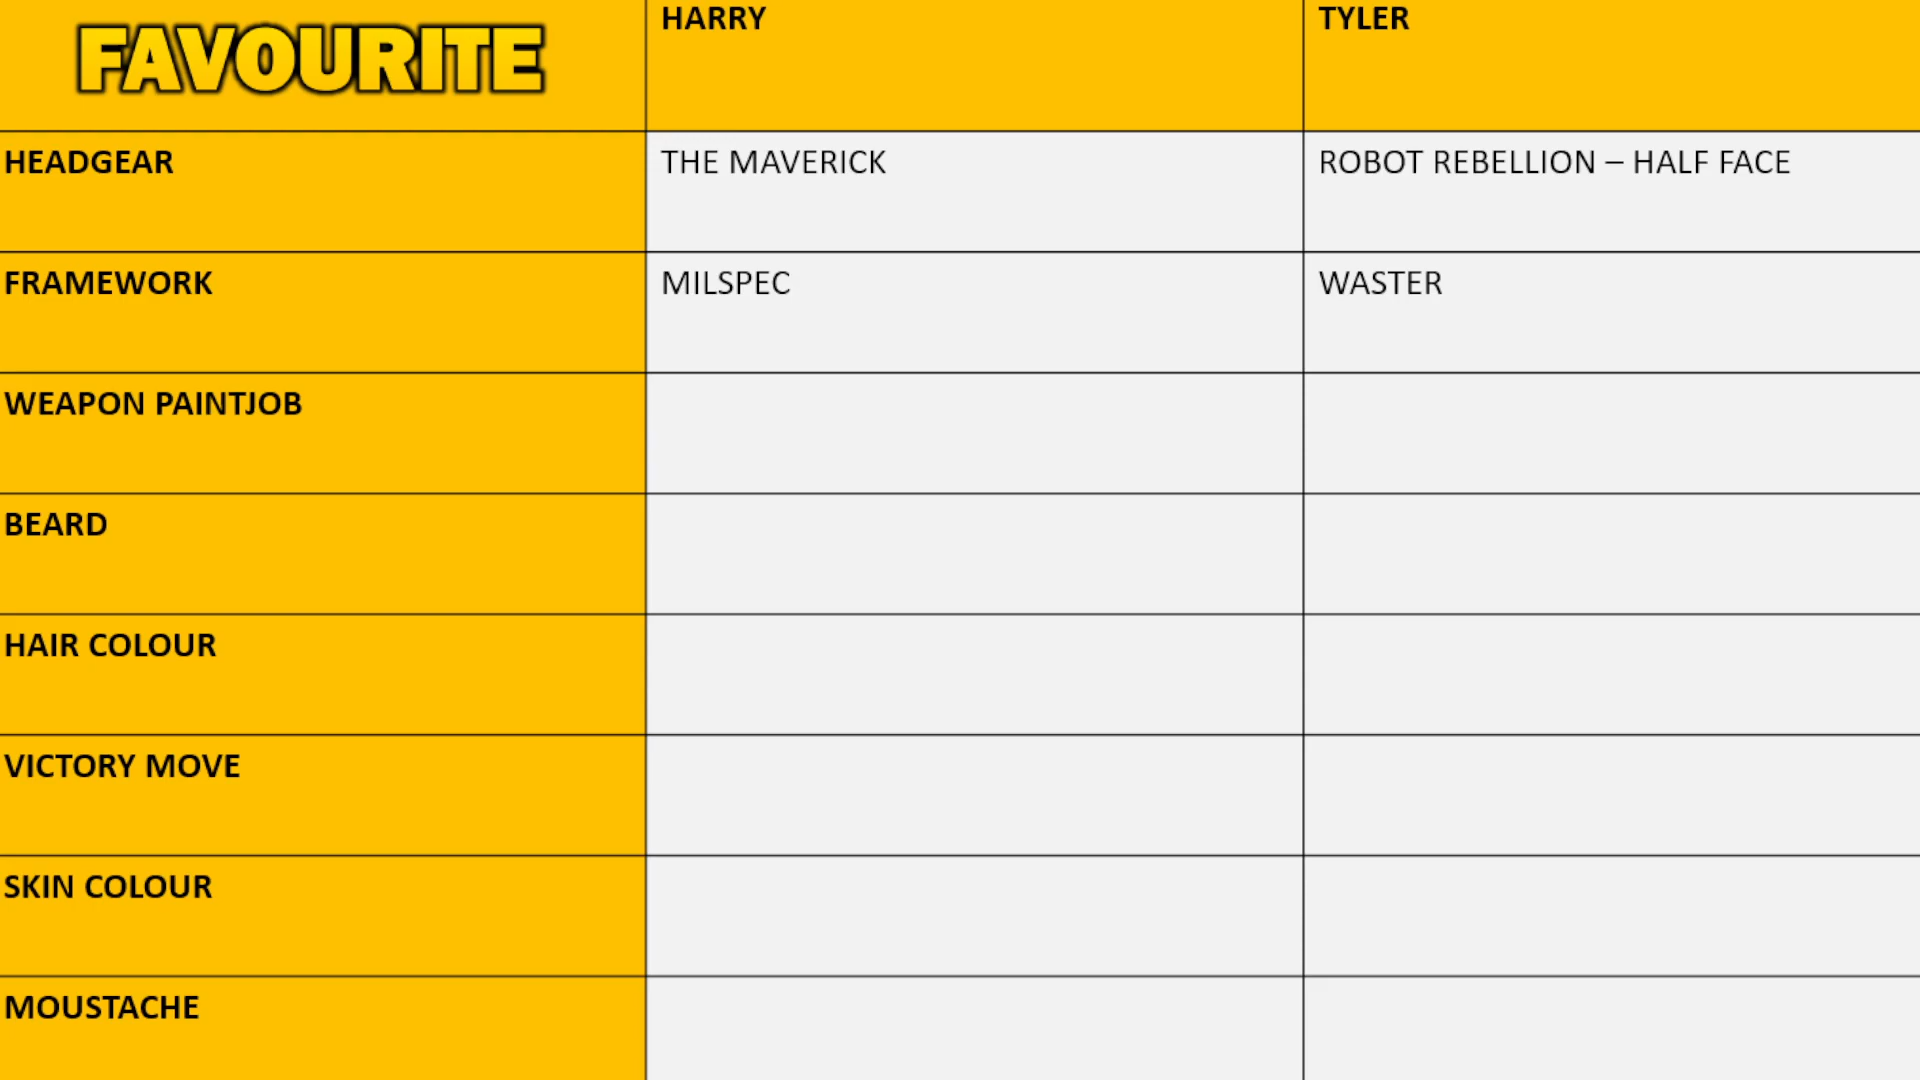 FAVOURITE
HARRY
TYLER
HEADGEAR
THE MAVERICK
ROBOT REBELLION – HALF FACE
FRAMEWORK
MILSPEC
WASTER
WEAPON PAINTJOB
BEARD
HAIR COLOUR
VICTORY MOVE
SKIN COLOUR
MOUSTACHE